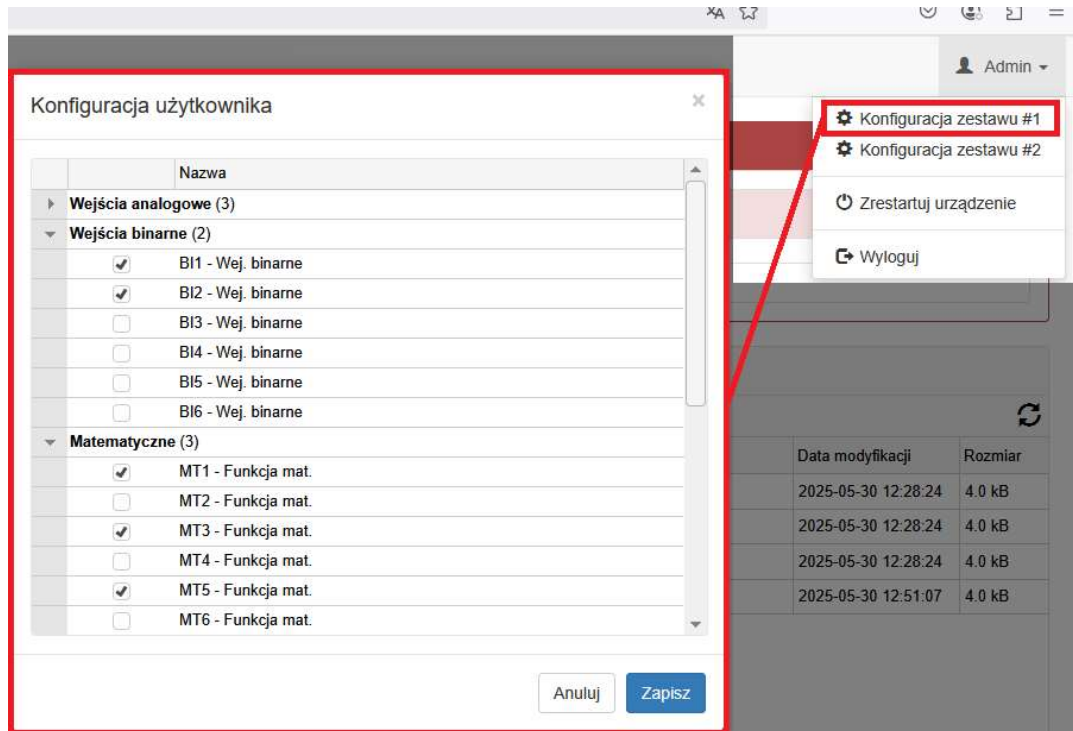 Admin
Konfiguracja zestawu #1
Konfiguracja zestawu #2
Zrestartuj urządzenie
Wyloguj
Konfiguracja użytkownika
×
Nazwa
Wejścia analogowe (3)
Wejścia binarne (2)
BI1 - Wej. binarne
BI2 - Wej. binarne
BI3 - Wej. binarne
BI4 - Wej. binarne
BI5 - Wej. binarne
BI6 - Wej. binarne
Matematyczne (3)
MT1 - Funkcja mat.
MT2 - Funkcja mat.
MT3 - Funkcja mat.
MT4 - Funkcja mat.
MT5 - Funkcja mat.
MT6 - Funkcja mat.
Anuluj Zapisz
Data modyfikacji Rozmiar
2025-05-30 12:28:24 4.0 kB
2025-05-30 12:28:24 4.0 kB
2025-05-30 12:28:24 4.0 kB
2025-05-30 12:51:07 4.0 kB